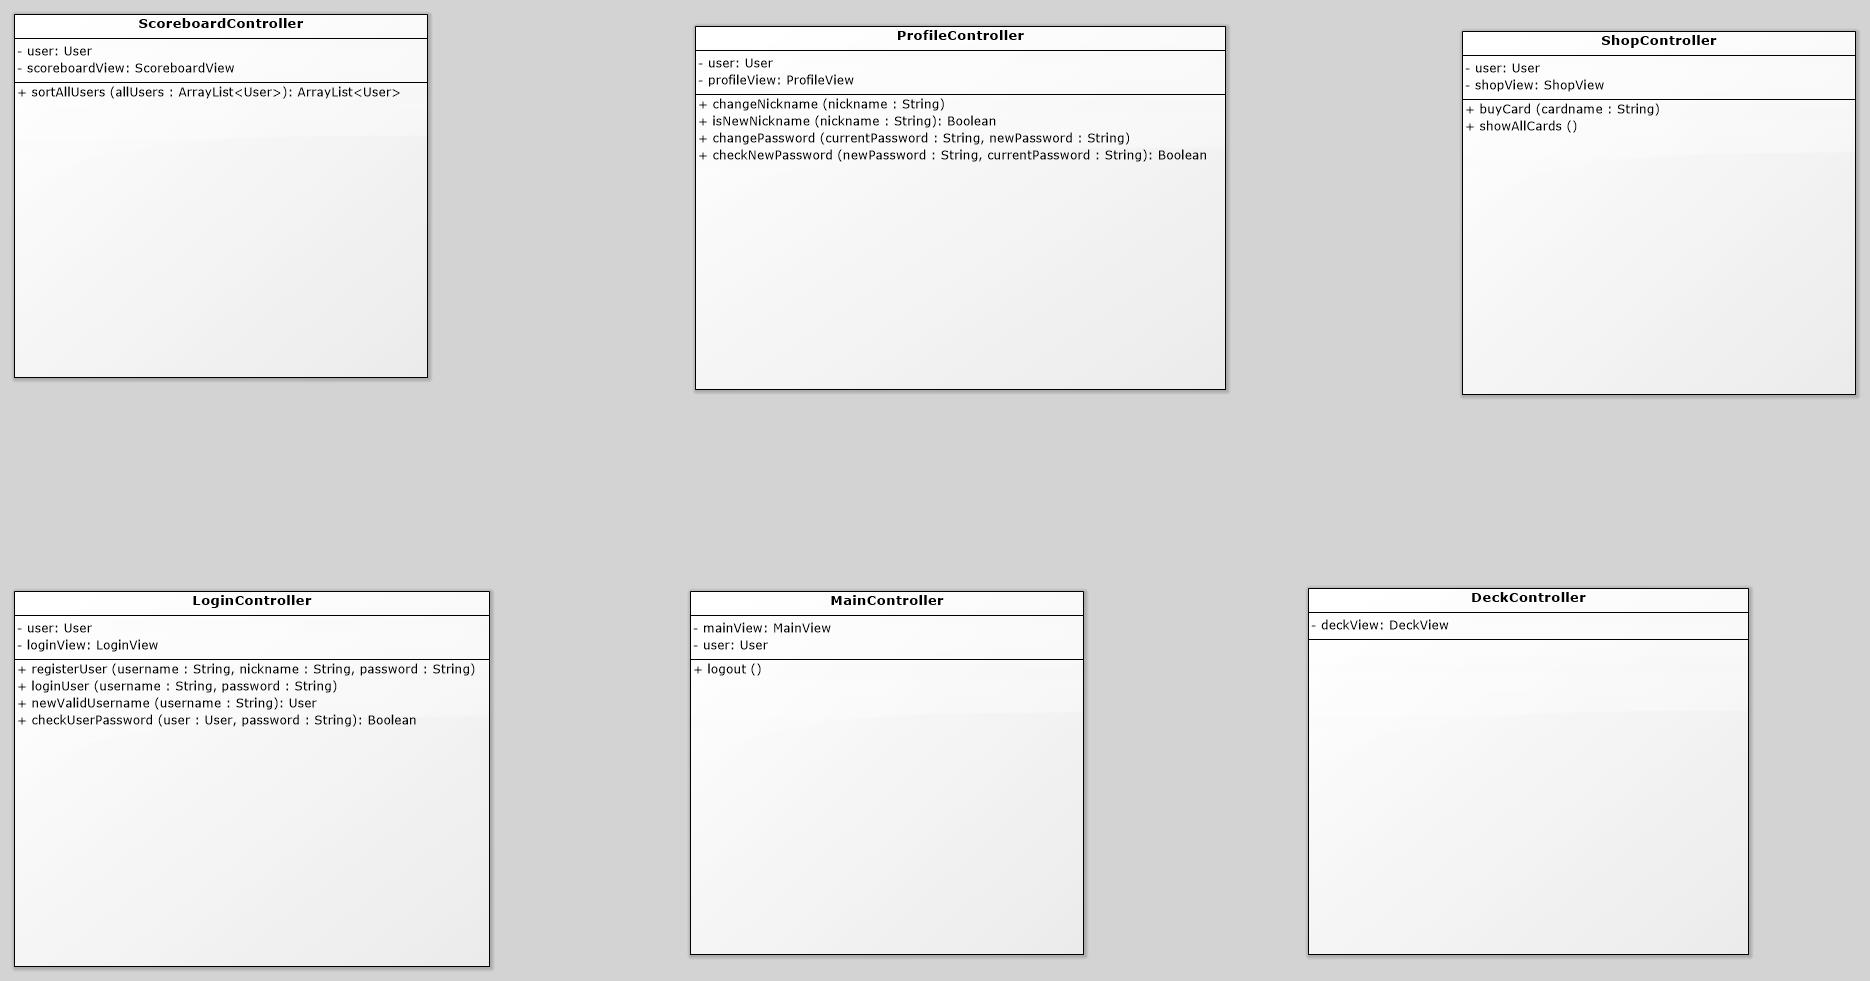 ScoreboardController
- user: User
- scoreboardView: ScoreboardView
+ sortAllUsers (allUsers : ArrayList<User>): ArrayList<User>
ProfileController
- user: User
- profileView: ProfileView
+ changeNickname (nickname : String)
+ isNewNickname (nickname : String): Boolean
+ changePassword (currentPassword : String, newPassword : String)
+ checkNewPassword (newPassword : String, currentPassword : String): Boolean
ShopController
- user: User
- shopView: ShopView
+ buyCard (cardname : String)
+ showAllCards ()
LoginController
- user: User
- loginView: LoginView
+ registerUser (username : String, nickname : String, password : String)
+ loginUser (username : String, password : String)
+ newValidUsername (username : String): User
+ checkUserPassword (user : User, password : String): Boolean
MainController
- mainView: MainView
- user: User
+ logout ()
DeckController
- deckView: DeckView